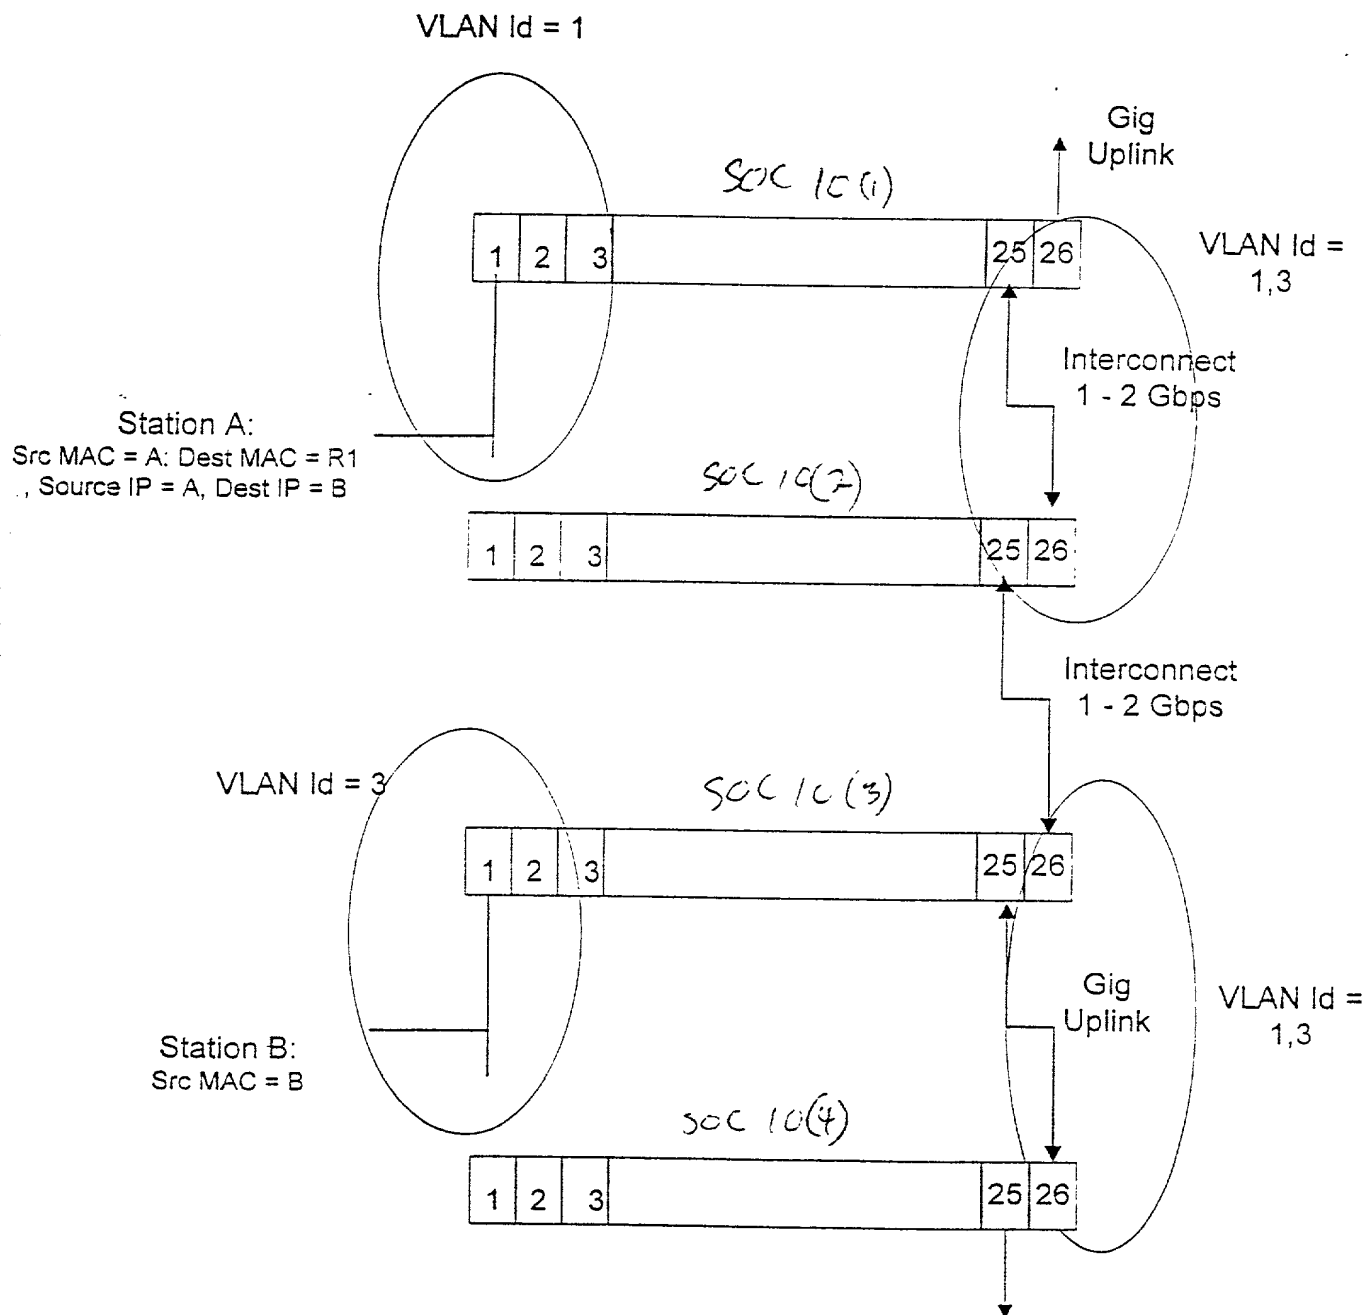 VLAN Id = 1
Gig
Uplink
SOC 10(1)
1 2 3 25 26
VLAN Id =
1,3
Interconnect
1 - 2 Gbps
Station A:
Src MAC = A: Dest MAC = R1
, Source IP = A, Dest IP = B
SOC 10(2)
1 2 3 25 26
Interconnect
1 - 2 Gbps
VLAN Id = 3
SOC 10(3)
1 2 3 25 26
Gig
Uplink
VLAN Id =
1,3
Station B:
Src MAC = B
SOC 10(4)
1 2 3 25 26